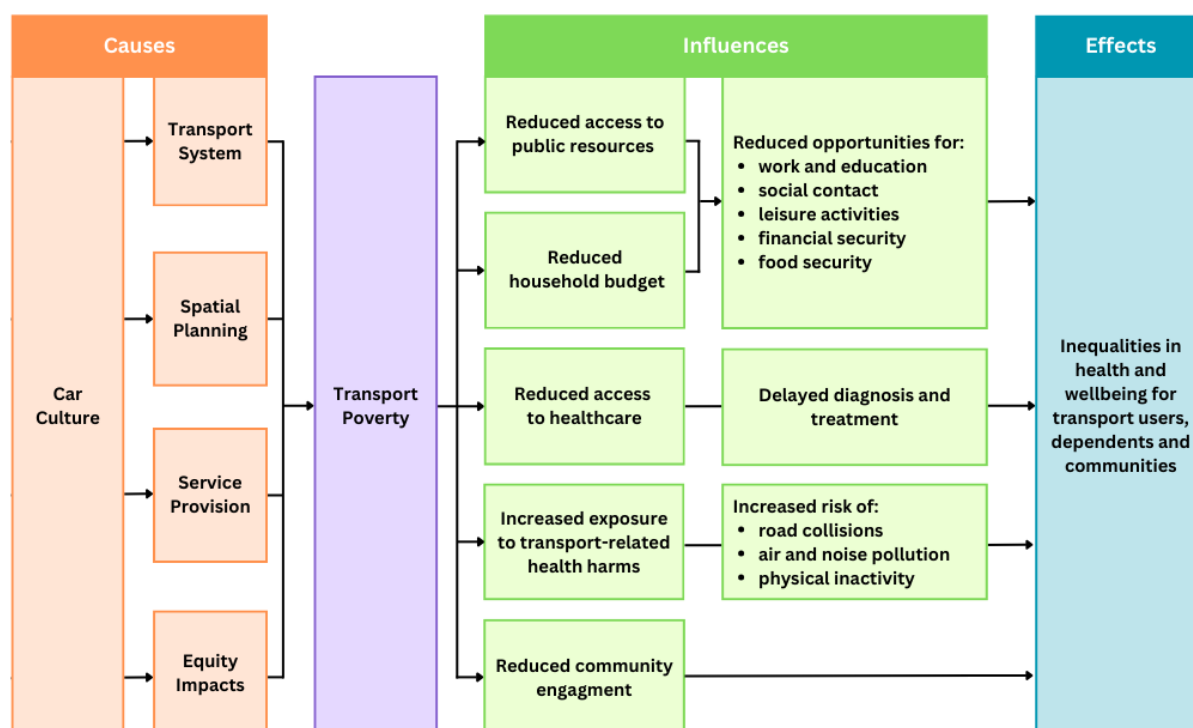 Causes
Influences
Effects
Car
Culture
Transport
System
Spatial
Planning
Service
Provision
Equity
Impacts
Transport
Poverty
Reduced access to
public resources
Reduced
household budget
Reduced access
to healthcare
Increased exposure
to transport-related
health harms
Reduced community
engagment
Reduced opportunities for:
• work and education
• social contact
• leisure activities
• financial security
• food security
Delayed diagnosis and
treatment
Increased risk of:
• road collisions
• air and noise pollution
• physical inactivity
Inequalities in
health and
wellbeing for
transport users,
dependents and
communities